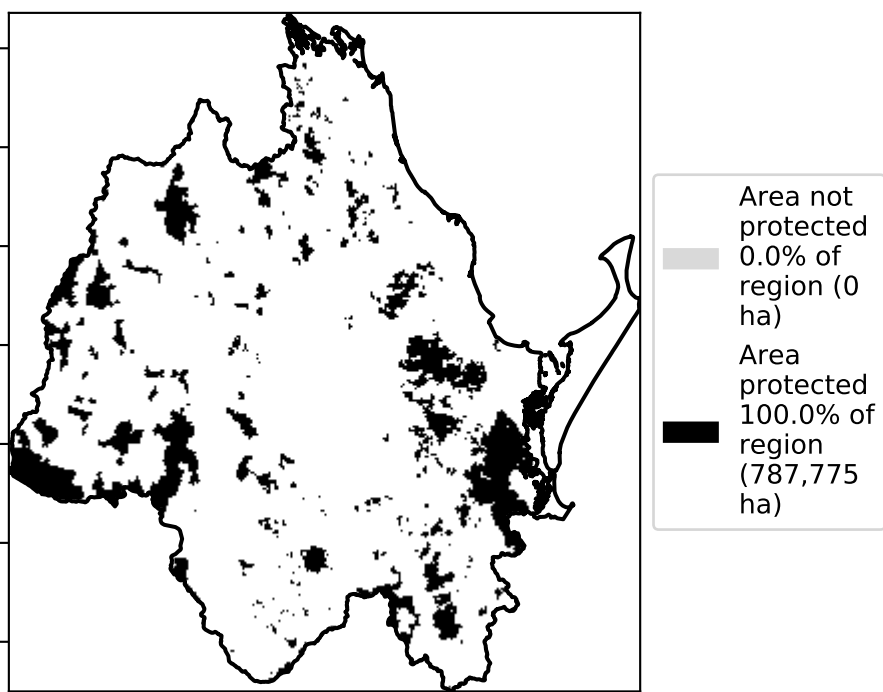 Area not
protected
0.0% of
region (0
ha)
Area
protected
100.0% of
region
(787,775
ha)